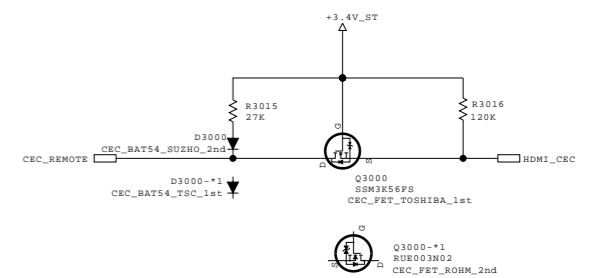 +3.4V_ST
R3015
27K
R3016
120K
D3000
CEC_BAT54_SUZHO_2nd
G
CEC_REMOTE
D
S
HDMI_CEC
D3000-*1
CEC_BAT54_TSC_1st
Q3000
SSM3K56FS
CEC_FET_TOSHIBA_1st
G
S
D
Q3000-*1
RUE003N02
CEC_FET_ROHM_2nd